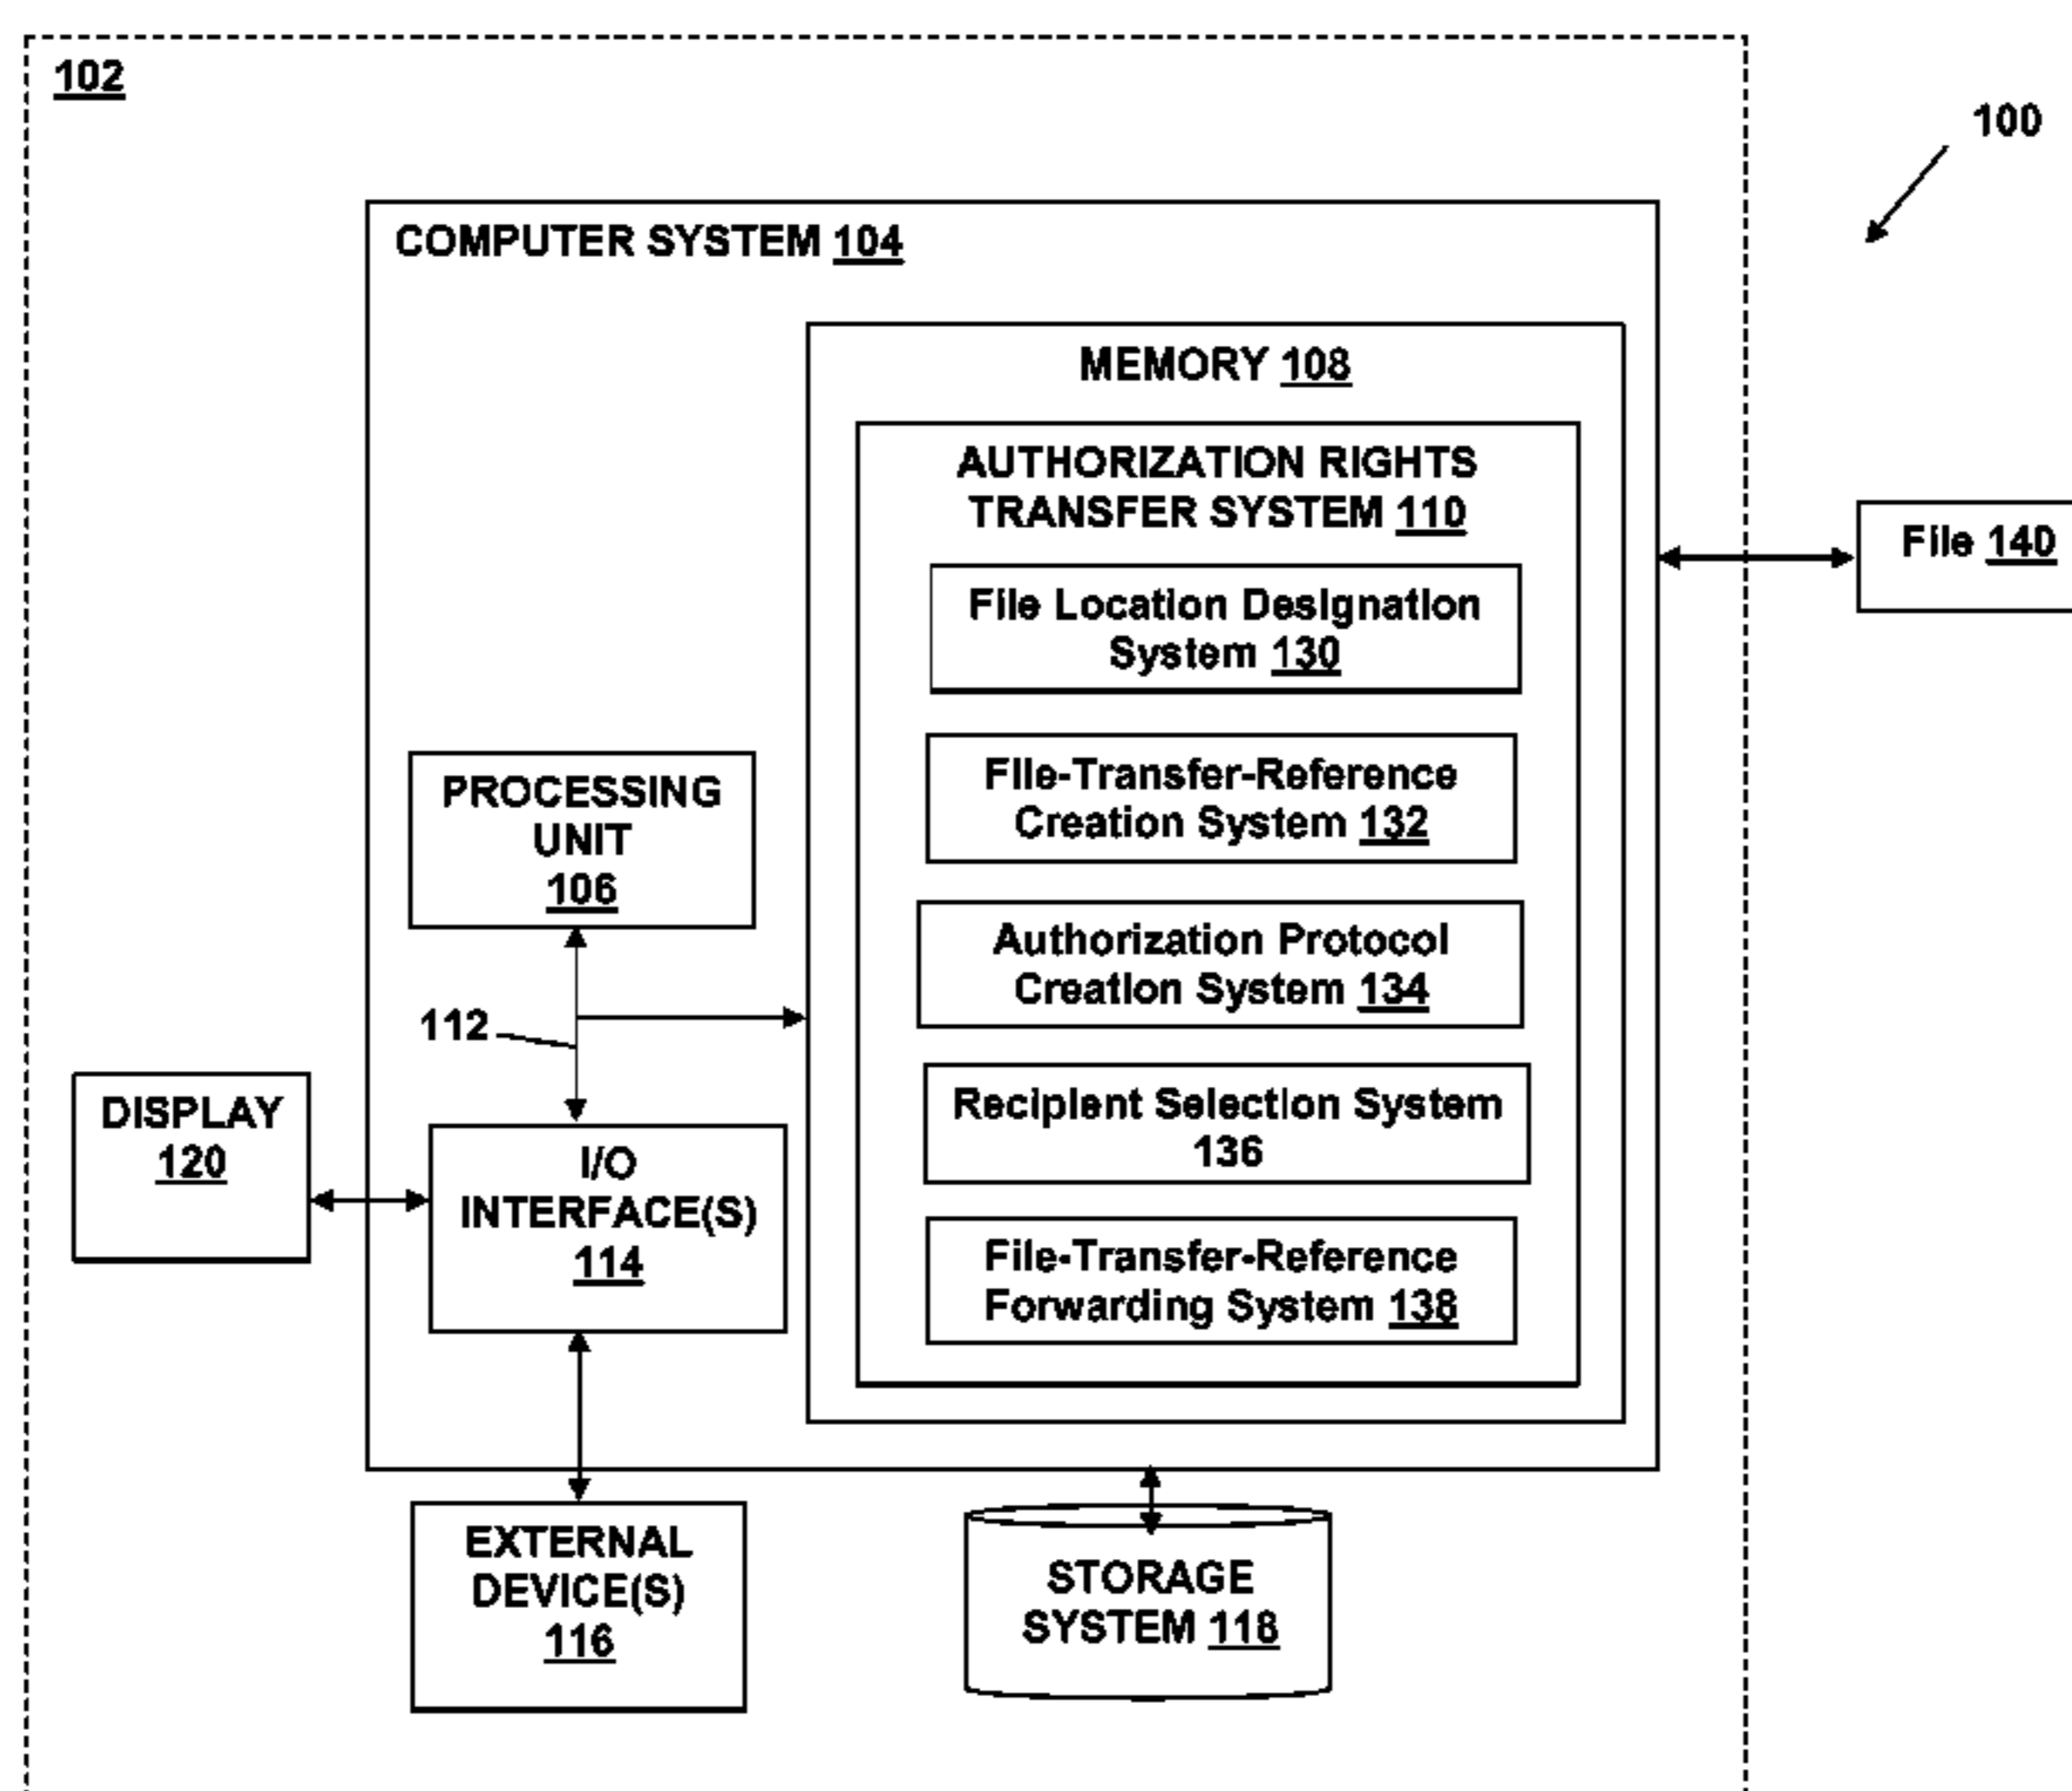 102
100
COMPUTER SYSTEM 104
MEMORY 108
AUTHORIZATION RIGHTS
TRANSFER SYSTEM 110
File 140
File Location Designation
System 130
File-Transfer-Reference
Creation System 132
PROCESSING
UNIT
106
Authorization Protocol
Creation System 134
112
Recipient Selection System
136
DISPLAY
120
I/O
INTERFACE(S)
114
File-Transfer-Reference
Forwarding System 138
EXTERNAL
DEVICE(S)
116
STORAGE
SYSTEM 118